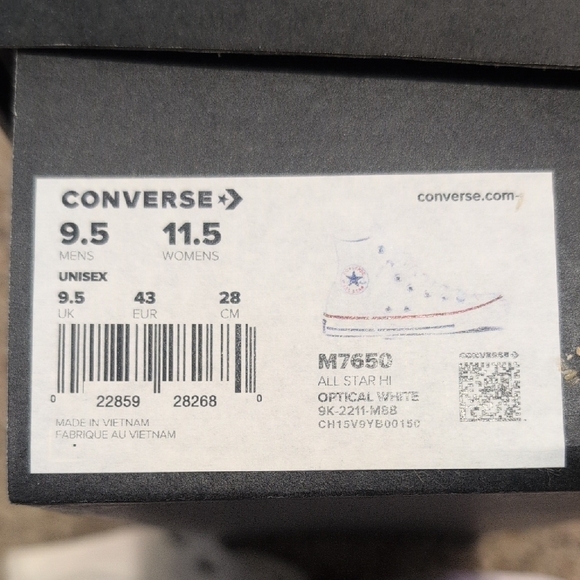 CONVERSE
converse.com
9.5 11.5
MENS WOMENS
UNISEX
9.5 43 28
UK EUR CM
0 22859 28268 0
MADE IN VIETNAM
FABRIQUE AU VIETNAM
M7650
ALL STAR HI
OPTICAL WHITE
9K-2211-M88
CH15V9YB00150
CONVERSE